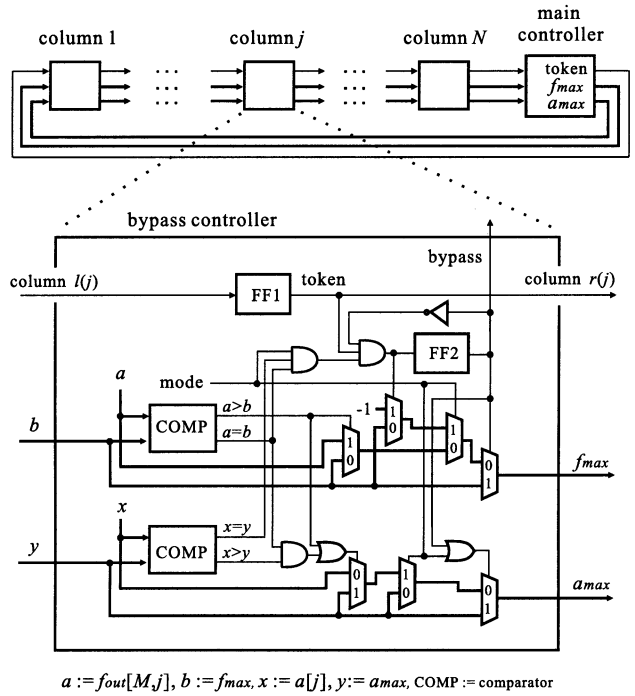 main
column 1 column j column N controller
token
fmax
amax
bypass controller
bypass
column l(j) token column r(j)
FF1
FF2
a mode
-1
1
0
b COMP a>b
a=b
1
0
1
0
0
1
fmax
x
y COMP x=y
x>y
0
1
1
0
0
1
amax
a := fout[M,j], b := fmax, x := a[j], y:= amax, COMP := comparator